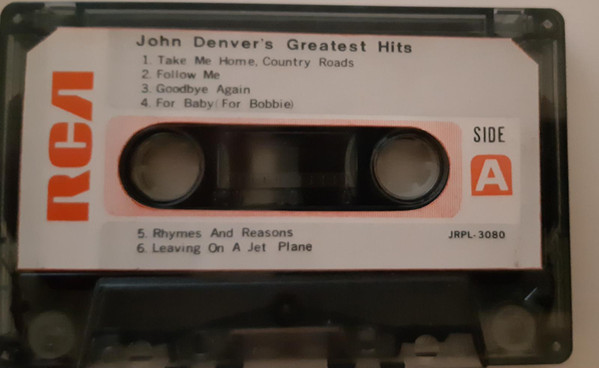 John Denver's Greatest Hits
1. Take Me Home, Country Roads
2. Follow Me
3. Goodbye Again
4. For Baby (For Bobbie)
RCA
SIDE
A
5. Rhymes And Reasons
6. Leaving On A Jet Plane
JRPL-3080